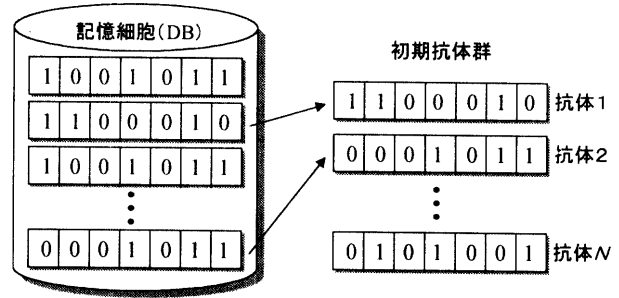 記憶細胞(DB)
1 0 0 1 0 1 1
1 1 0 0 0 1 0
1 0 0 1 0 1 1
0 0 0 1 0 1 1
初期抗体群
1 1 0 0 0 1 0 抗体1
0 0 0 1 0 1 1 抗体2
0 1 0 1 0 0 1 抗体N